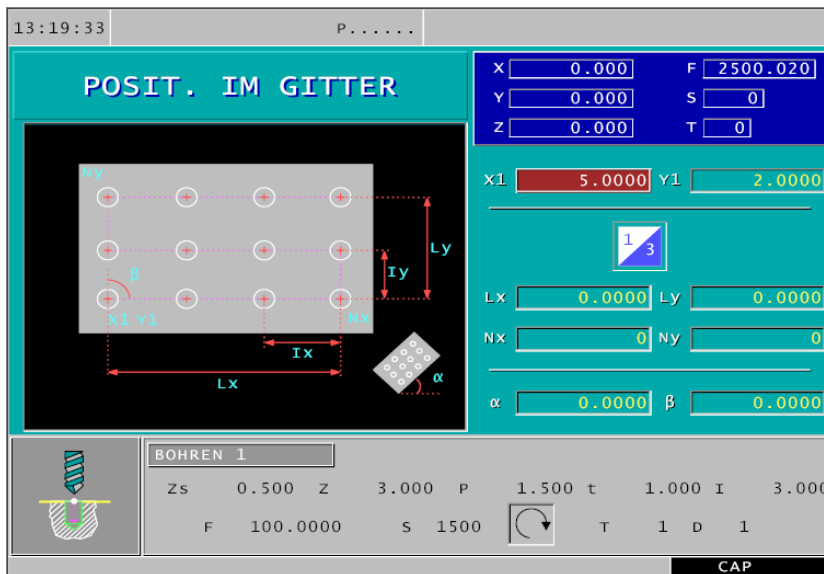 13:19:33 P......
POSIT. IM GITTER
X 0.000 F 2500.020
Y 0.000 S 0
Z 0.000 T 0
Ny
β
X1 Y1
Nx
Ly
Iy
Ix
Lx
α
X1 5.0000 Y1 2.0000
1
3
Lx 0.0000 Ly 0.0000
Nx 0 Ny 0
α 0.0000 β 0.0000
BOHREN 1
Zs 0.500 Z 3.000 P 1.500 t 1.000 I 3.000
F 100.0000 S 1500 T 1 D 1
CAP